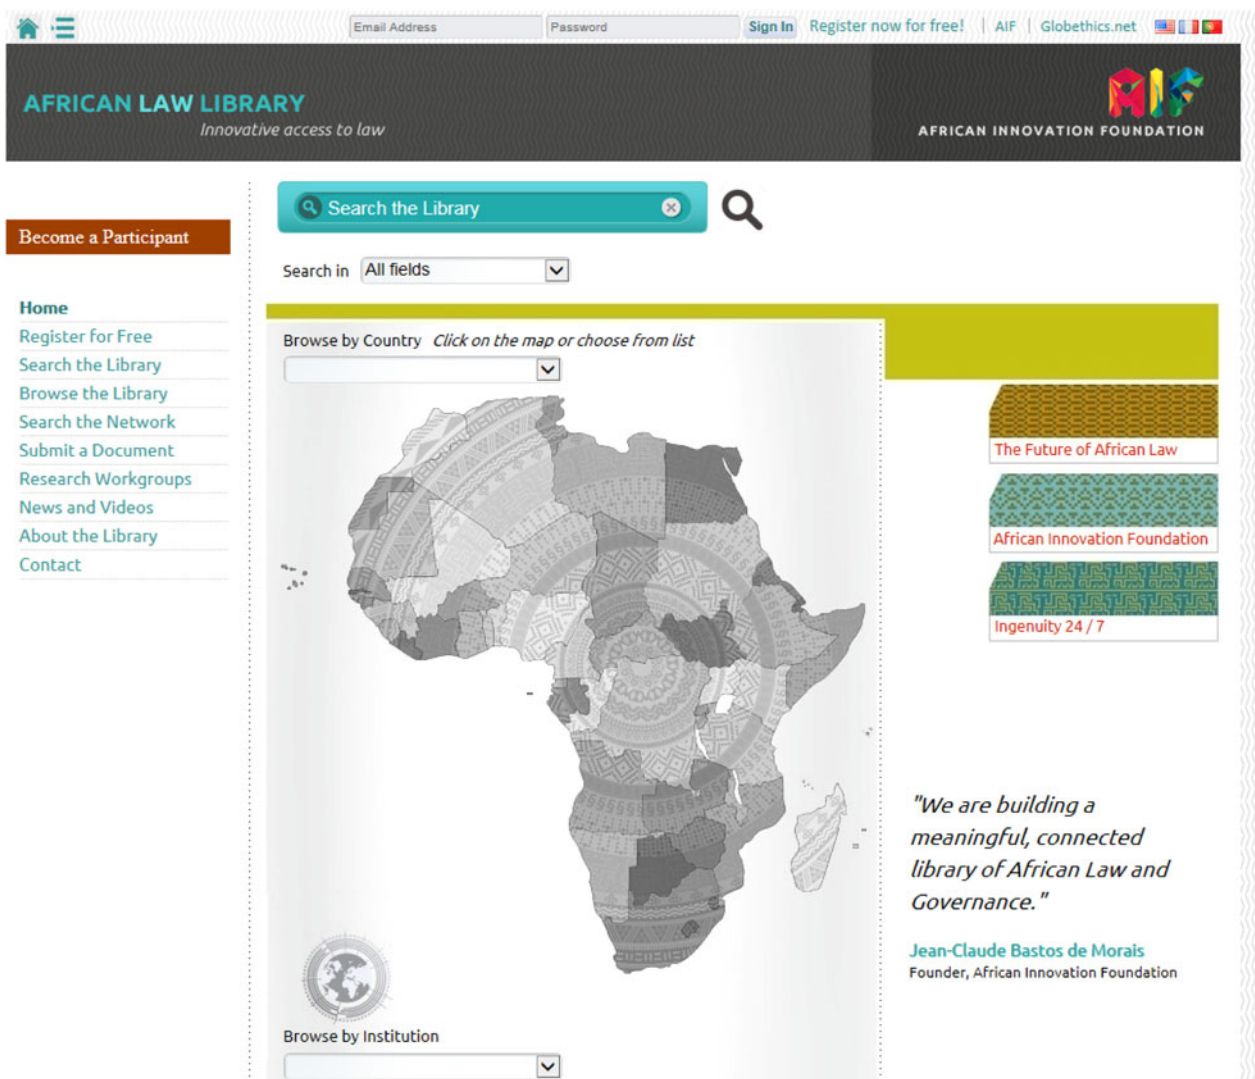 Email Address Password Sign In Register now for free! | AIF | Globethics.net
AFRICAN LAW LIBRARY
Innovative access to law
AIF
AFRICAN INNOVATION FOUNDATION
Search the Library
Become a Participant
Search in All fields
Home
Register for Free
Search the Library
Browse the Library
Search the Network
Submit a Document
Research Workgroups
News and Videos
About the Library
Contact
Browse by Country Click on the map or choose from list
The Future of African Law
African Innovation Foundation
Ingenuity 24 / 7
"We are building a
meaningful, connected
library of African Law and
Governance."
Jean-Claude Bastos de Morais
Founder, African Innovation Foundation
Browse by Institution